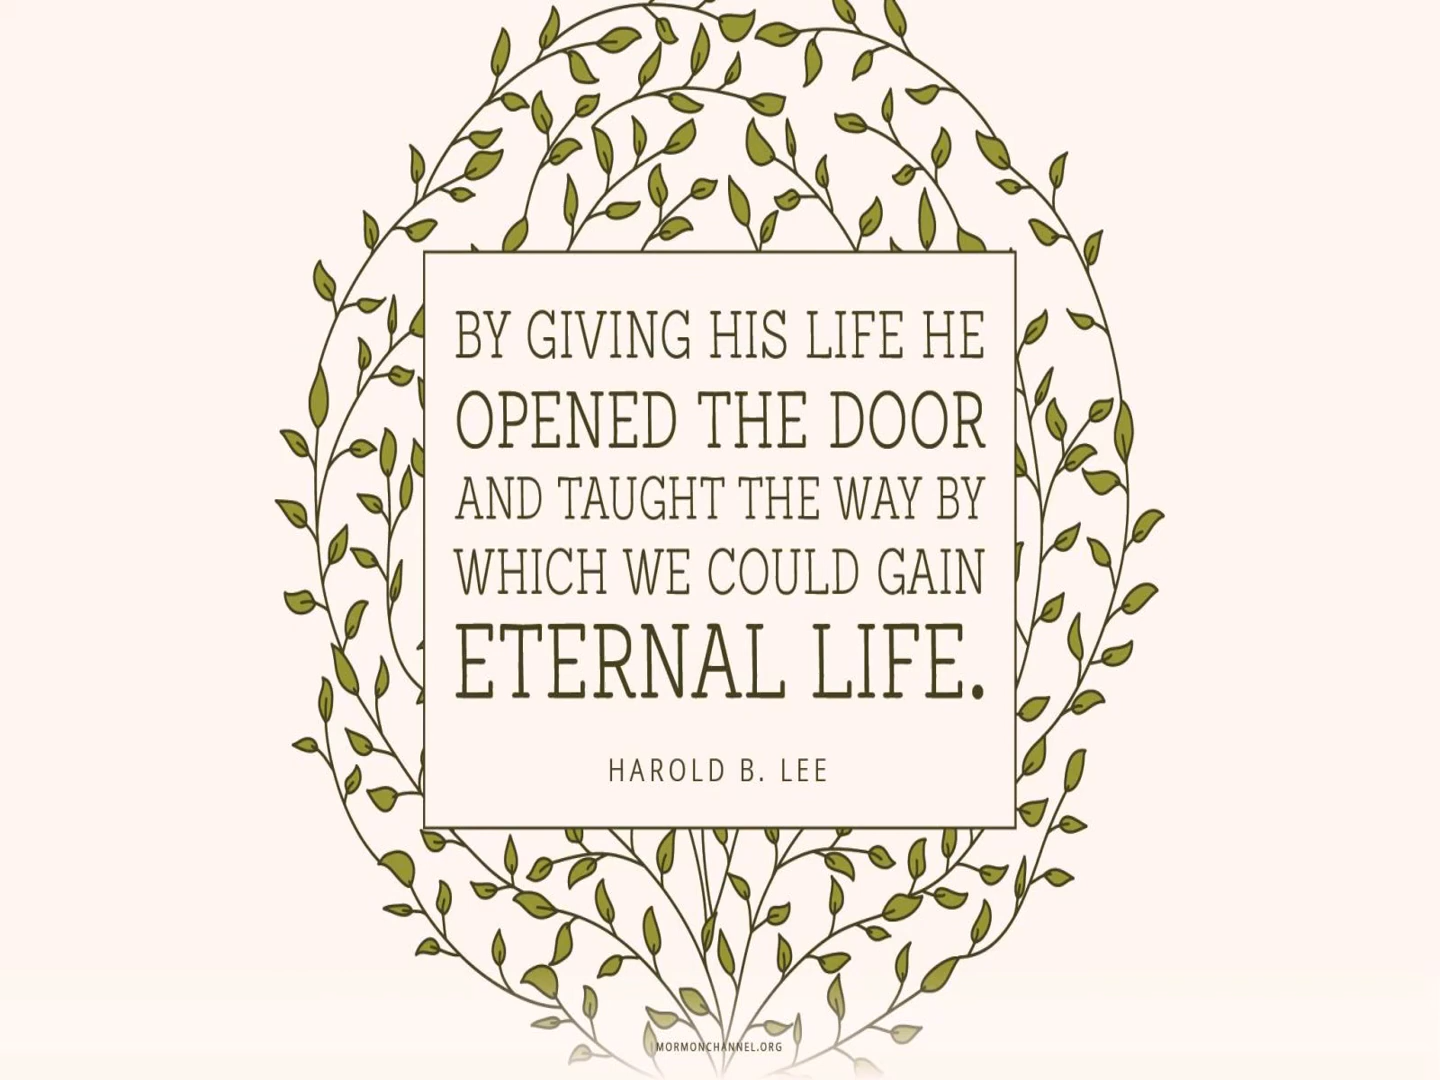 BY GIVING HIS LIFE HE
OPENED THE DOOR
AND TAUGHT THE WAY BY
WHICH WE COULD GAIN
ETERNAL LIFE.
HAROLD B. LEE
MORMONCHANNEL.ORG